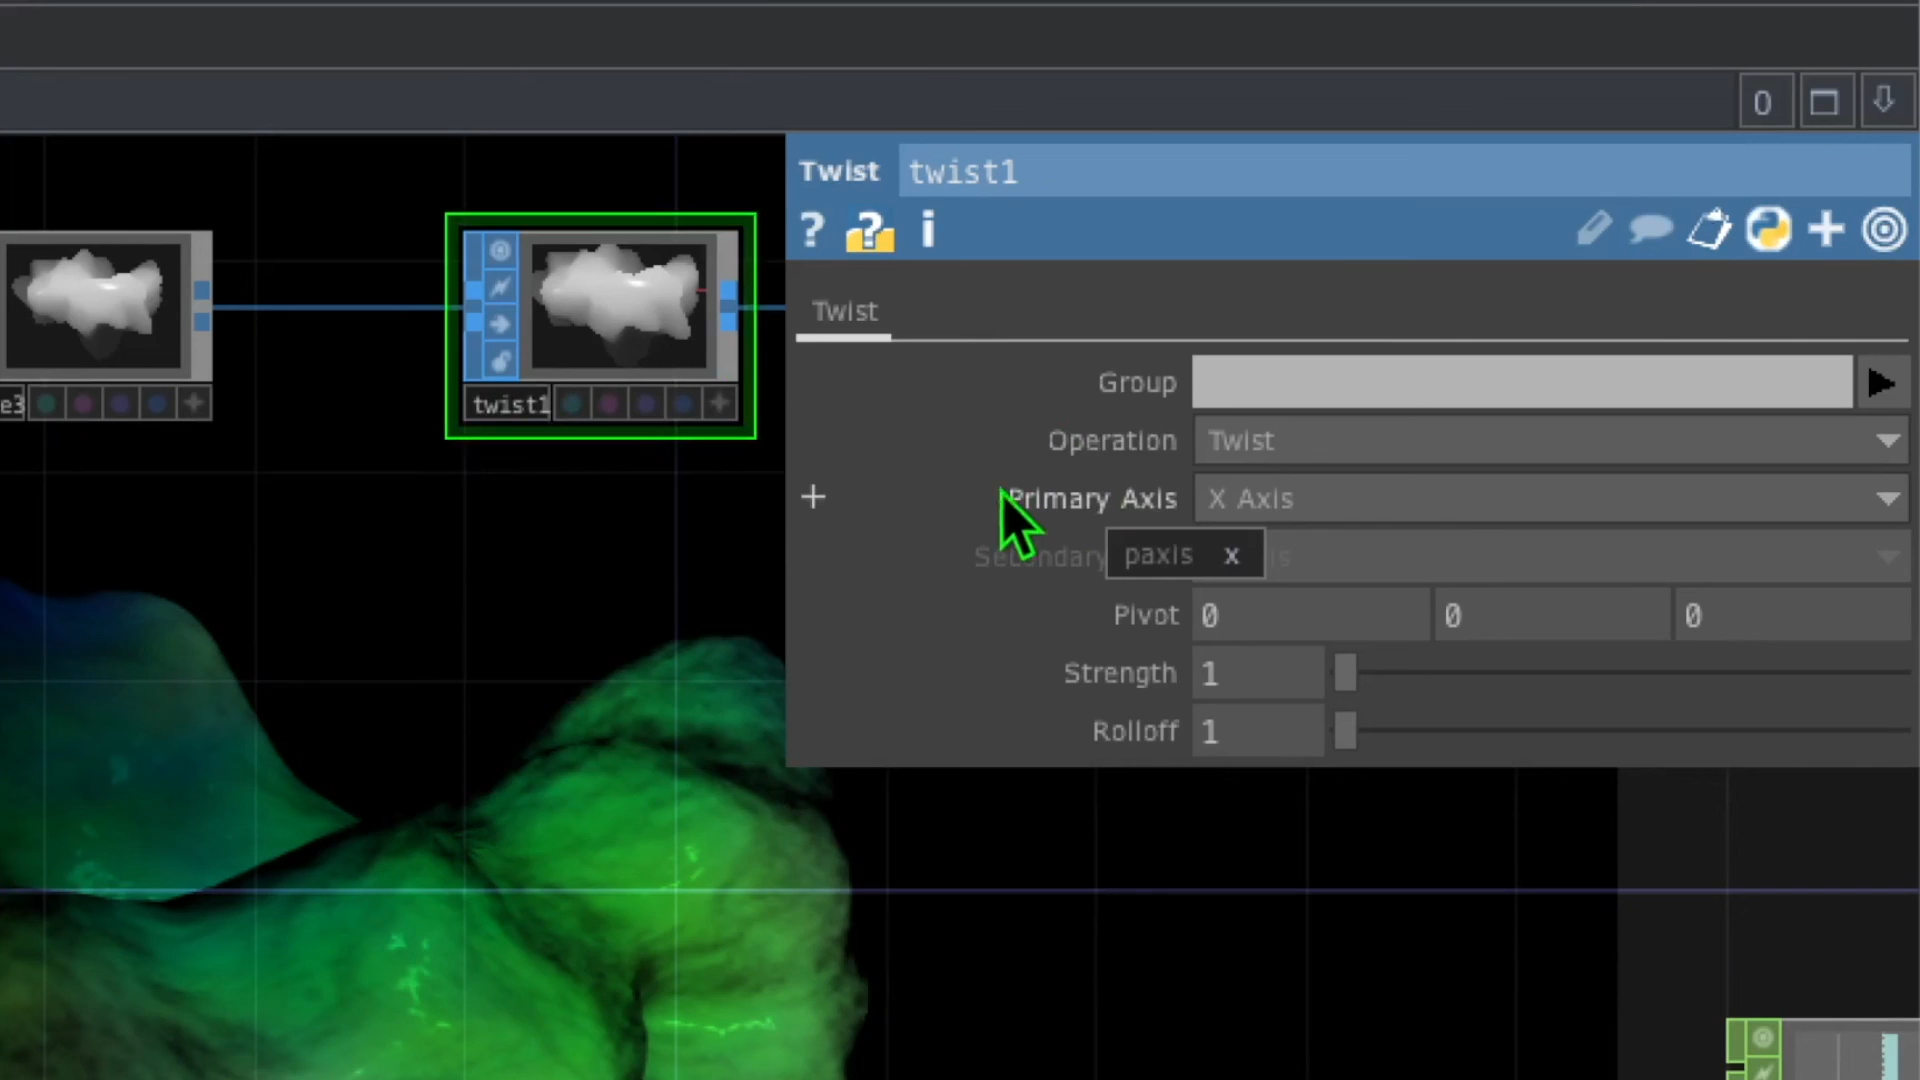 0
Twist twist1
? ? i
Twist
Group
Operation Twist
+ Primary Axis X Axis
paxis x
Pivot 0 0 0
Strength 1
Rolloff 1
e3
twist1